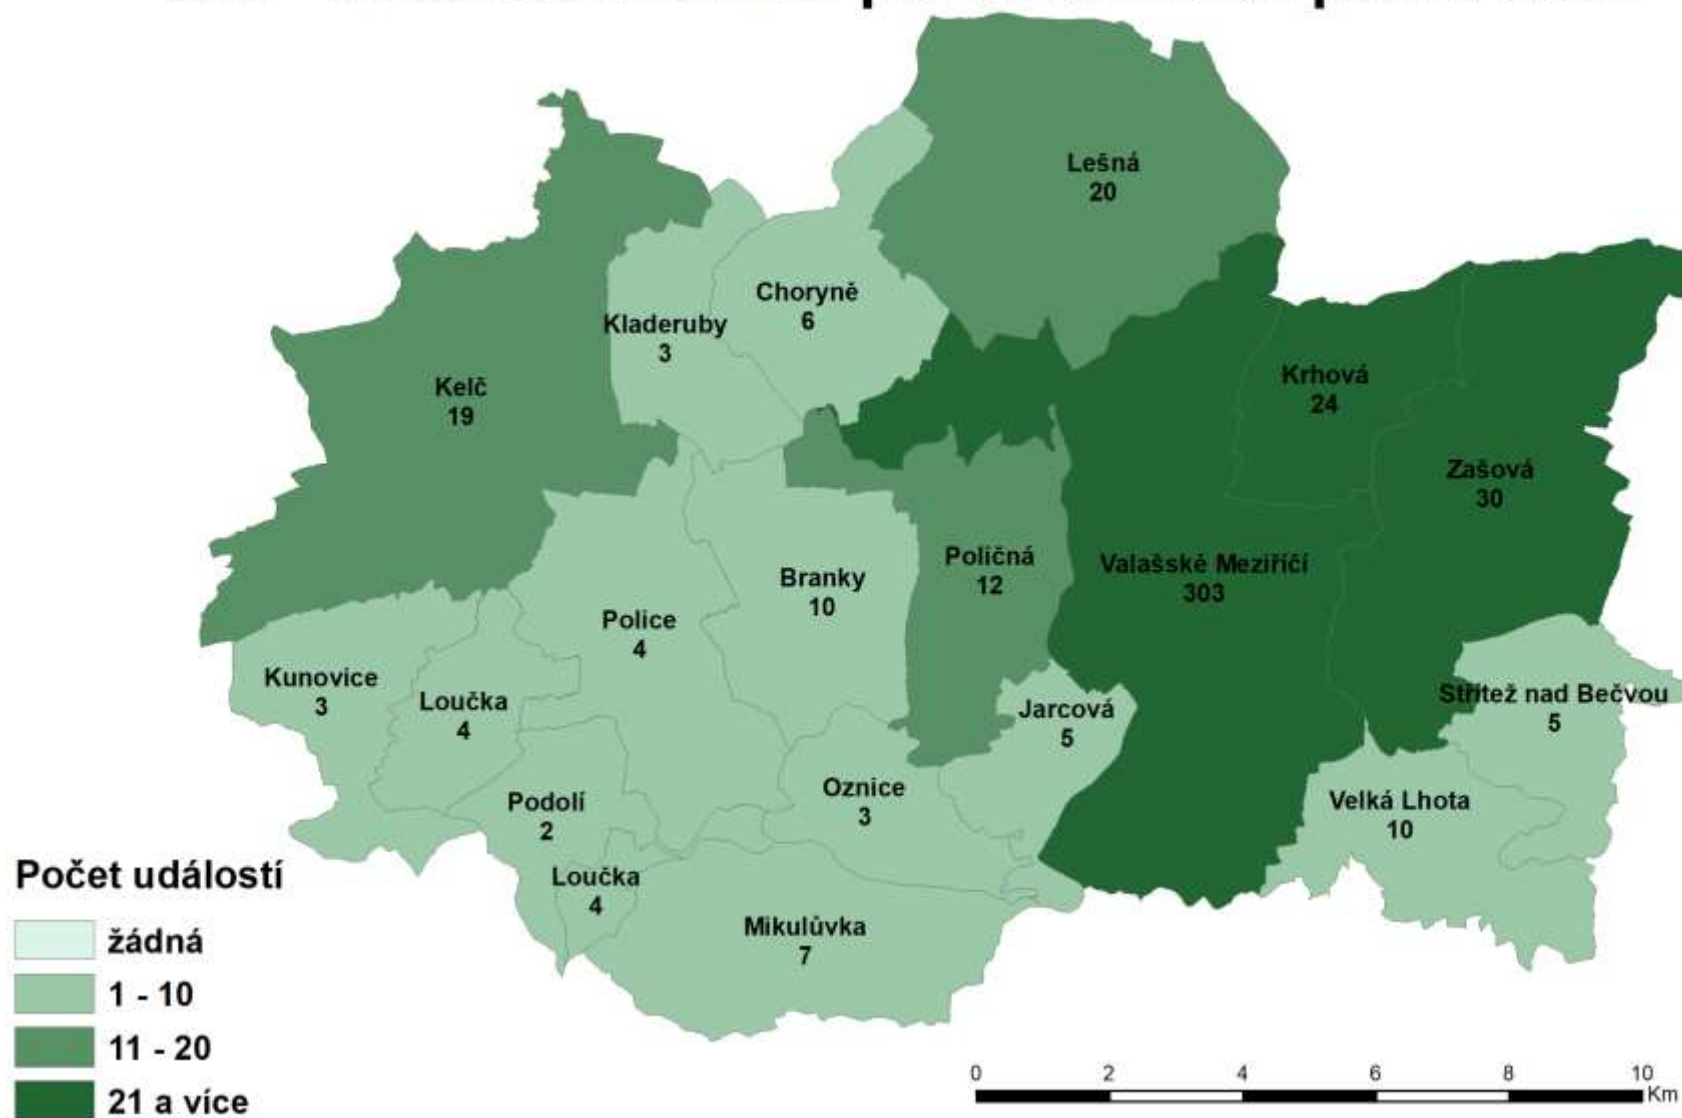 Lešná
20
Choryně
6
Kladeruby
3
Kelč
19
Krhová
24
Zašová
30
Poličná
12
Valašské Meziříčí
303
Branky
10
Police
4
Kunovice
3
Loučka
4
Jarcová
5
Střítež nad Bečvou
5
Oznice
3
Podolí
2
Velká Lhota
10
Loučka
4
Mikulůvka
7
Počet událostí
žádná
1 - 10
11 - 20
21 a více
0 2 4 6 8 10
Km